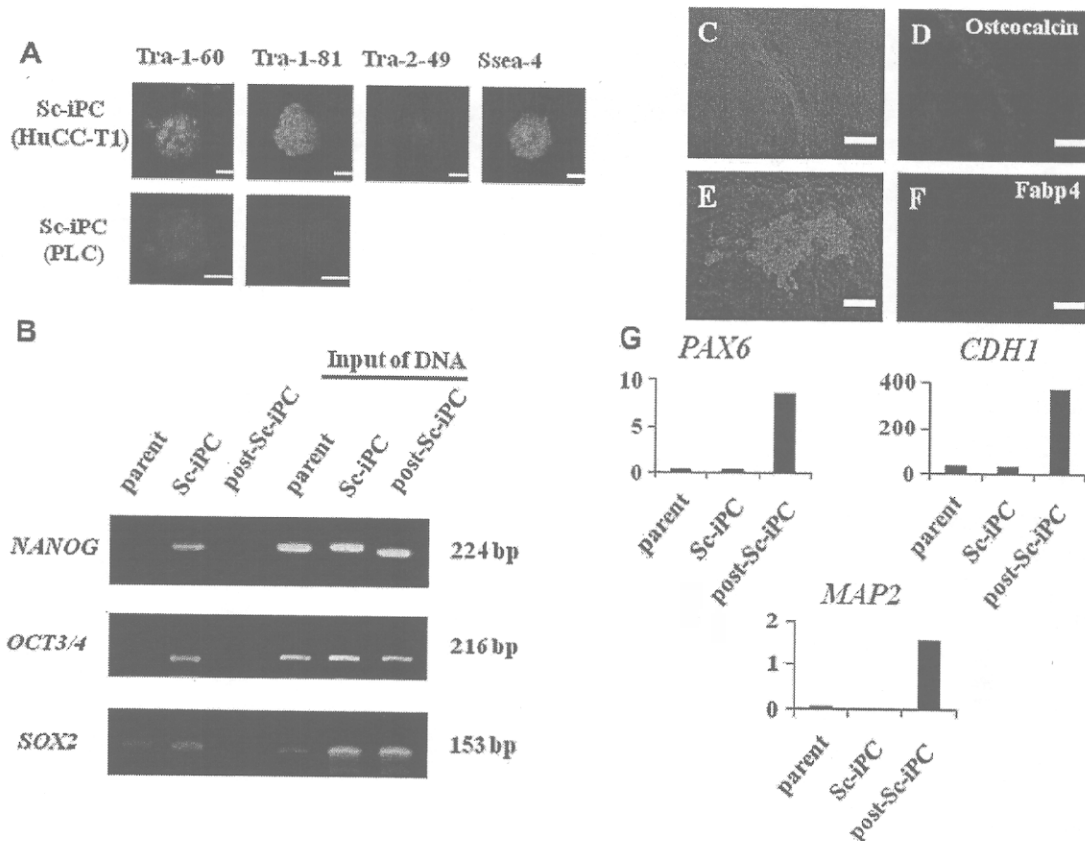 A
Tra-1-60 Tra-1-81 Tra-2-49 Ssea-4
Sc-iPC
(HuCC-T1)
Sc-iPC
(PLC)
B
Input of DNA
parent
Sc-iPC
post-Sc-iPC
parent
Sc-iPC
post-Sc-iPC
NANOG
224 bp
OCT3/4
216 bp
SOX2
153 bp
C
D
Osteocalcin
E
F
Fabp4
G
PAX6
10
5
0
parent
Sc-iPC
post-Sc-iPC
CDH1
400
200
0
parent
Sc-iPC
post-Sc-iPC
MAP2
2
1
0
parent
Sc-iPC
post-Sc-iPC